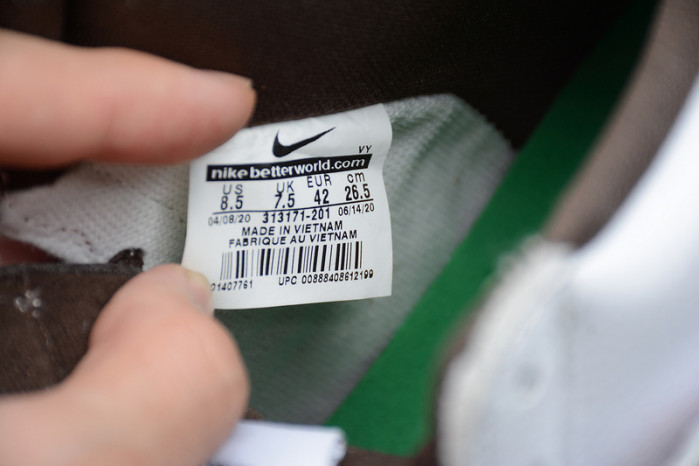 VY
nikebetterworld.com
US UK EUR cm
8.5 7.5 42 26.5
04/08/20 313171-201 06/14/20
MADE IN VIETNAM
FABRIQUE AU VIETNAM
01407761 UPC 00888408612199